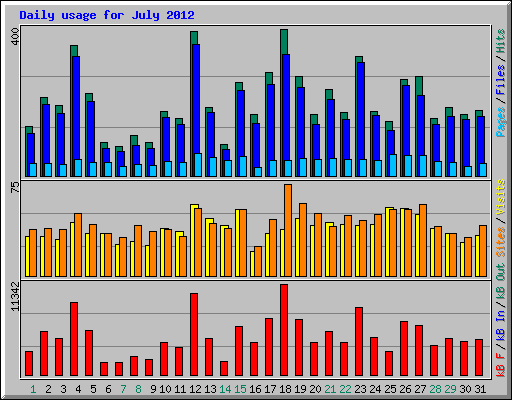 Daily usage for July 2012
400
75
11342
Pages / Files / Hits
Sites / Visits
kB F / kB In / kB Out
1 2 3 4 5 6 7 8 9 10 11 12 13 14 15 16 17 18 19 20 21 22 23 24 25 26 27 28 29 30 31